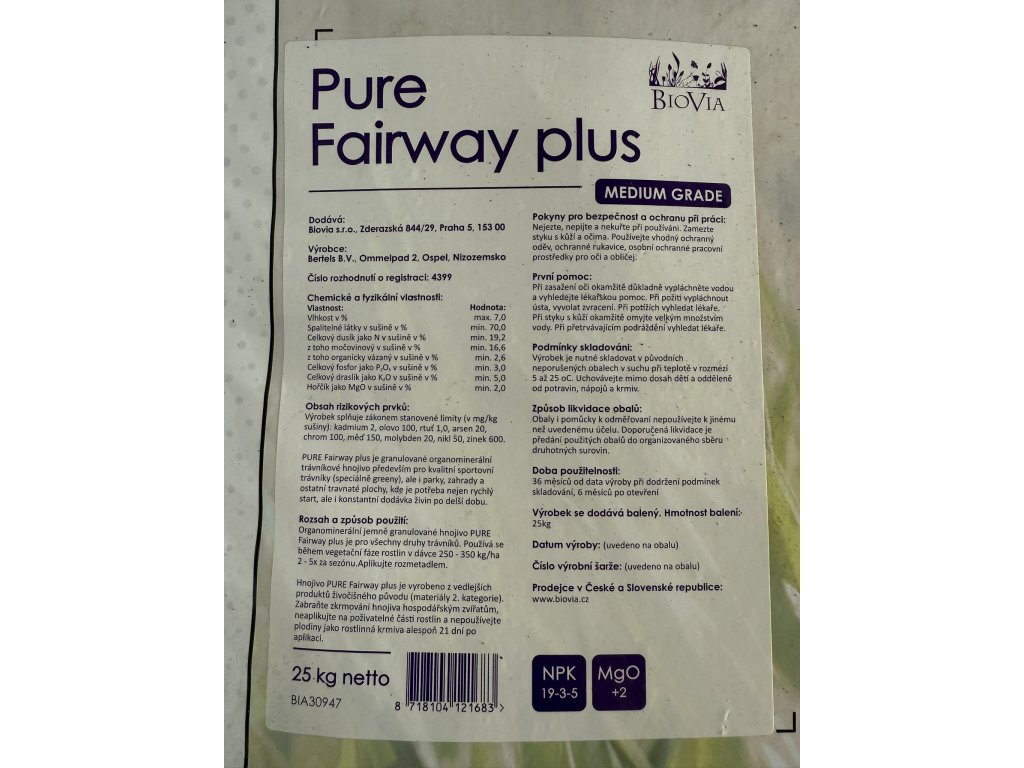 Pure
Fairway plus
BIOVIA
MEDIUM GRADE
Dodává:
Biovia s.r.o., Zderazská 844/29, Praha 5, 153 00
Výrobce:
Bertels B.V., Ommelpad 2, Ospel, Nizozemsko
Číslo rozhodnutí o registraci: 4399
Chemické a fyzikální vlastnosti:
Vlastnost: Hodnota:
Vlhkost v % max. 7,0
Spalitelné látky v sušině v % min. 70,0
Celkový dusík jako N v sušině v % min. 19,2
z toho močovinový v sušině v % min. 16,6
z toho organicky vázaný v sušině v % min. 2,6
Celkový fosfor jako P₂O₅ v sušině v % min. 3,0
Celkový draslík jako K₂O v sušině v % min. 5,0
Hořčík jako MgO v sušině v % min. 2,0
Obsah rizikových prvků:
Výrobek splňuje zákonem stanovené limity (v mg/kg
sušiny): kadmium 2, olovo 100, rtuť 1,0, arsen 20,
chrom 100, měď 150, molybden 20, nikl 50, zinek 600.
PURE Fairway plus je granulované organominerální
trávníkové hnojivo především pro kvalitní sportovní
trávníky (speciálně greeny), ale i parky, zahrady a
ostatní travnaté plochy, kde je potřeba nejen rychlý
start, ale i konstantní dodávka živin po delší dobu.
Rozsah a způsob použití:
Organominerální jemně granulované hnojivo PURE
Fairway plus je pro všechny druhy trávníků. Používá se
během vegetační fáze rostlin v dávce 250 - 350 kg/ha
2 - 5x za sezónu.Aplikujte rozmetadlem.
Hnojivo PURE Fairway plus je vyrobeno z vedlejších
produktů živočišného původu (materiály 2. kategorie).
Zabraňte zkrmování hnojiva hospodářským zvířatům,
neaplikujte na poživatelné části rostlin a nepoužívejte
plodiny jako rostlinná krmiva alespoň 21 dní po
aplikaci.
25 kg netto
BIA30947
8 718104 121683 >
Pokyny pro bezpečnost a ochranu při práci:
Nejezte, nepijte a nekuřte při používání. Zamezte
styku s kůží a očima. Používejte vhodný ochranný
oděv, ochranné rukavice, osobní ochranné pracovní
prostředky pro oči a obličej.
První pomoc:
Při zasažení očí okamžitě důkladně vypláchněte vodou
a vyhledejte lékařskou pomoc. Při požití vypláchnout
ústa, vyvolat zvracení. Při potížích vyhledat lékaře.
Při styku s kůží okamžitě omyjte velkým množstvím
vody. Při přetrvávajícím podráždění vyhledat lékaře.
Podmínky skladování:
Výrobek je nutné skladovat v původních
neporušených obalech v suchu při teplotě v rozmezí
5 až 25 oC. Uchovávejte mimo dosah dětí a odděleně
od potravin, nápojů a krmiv.
Způsob likvidace obalů:
Obaly i pomůcky k odměřování nepoužívejte k jinému
než uvedenému účelu. Doporučená likvidace je
předání použitých obalů do organizovaného sběru
druhotných surovin.
Doba použitelnosti:
36 měsíců od data výroby při dodržení podmínek
skladování, 6 měsíců po otevření
Výrobek se dodává balený. Hmotnost balení:
25kg
Datum výroby: (uvedeno na obalu)
Číslo výrobní šarže: (uvedeno na obalu)
Prodejce v České a Slovenské republice:
www.biovia.cz
NPK
19-3-5
MgO
+2